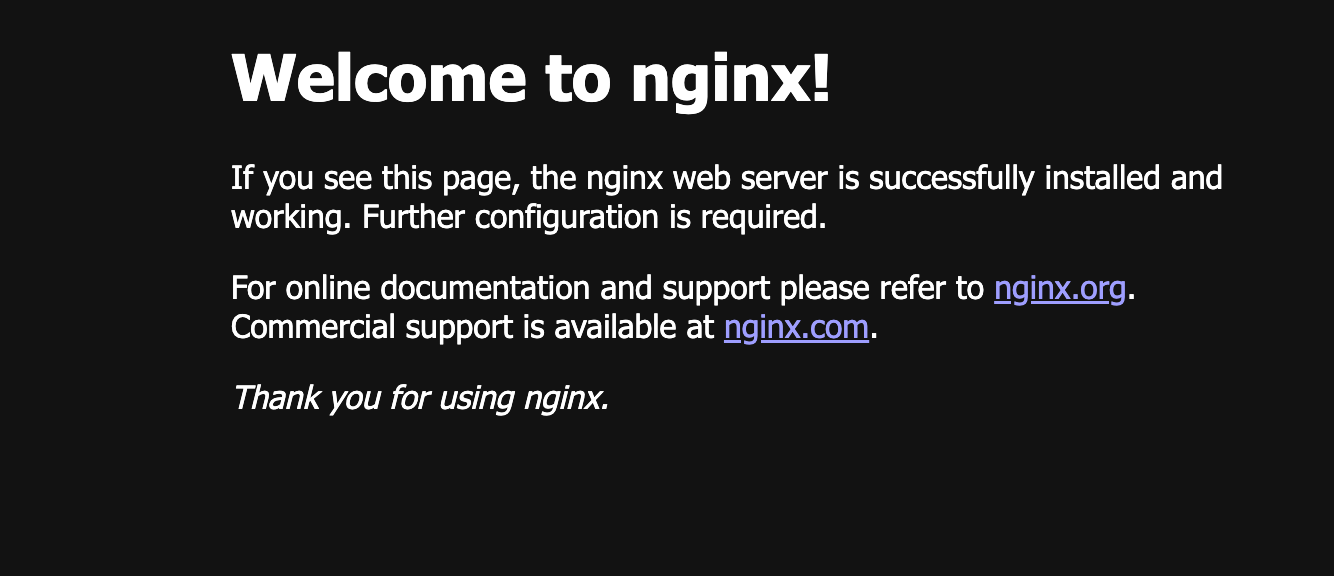 Welcome to nginx!
If you see this page, the nginx web server is successfully installed and
working. Further configuration is required.
For online documentation and support please refer to nginx.org.
Commercial support is available at nginx.com.
Thank you for using nginx.